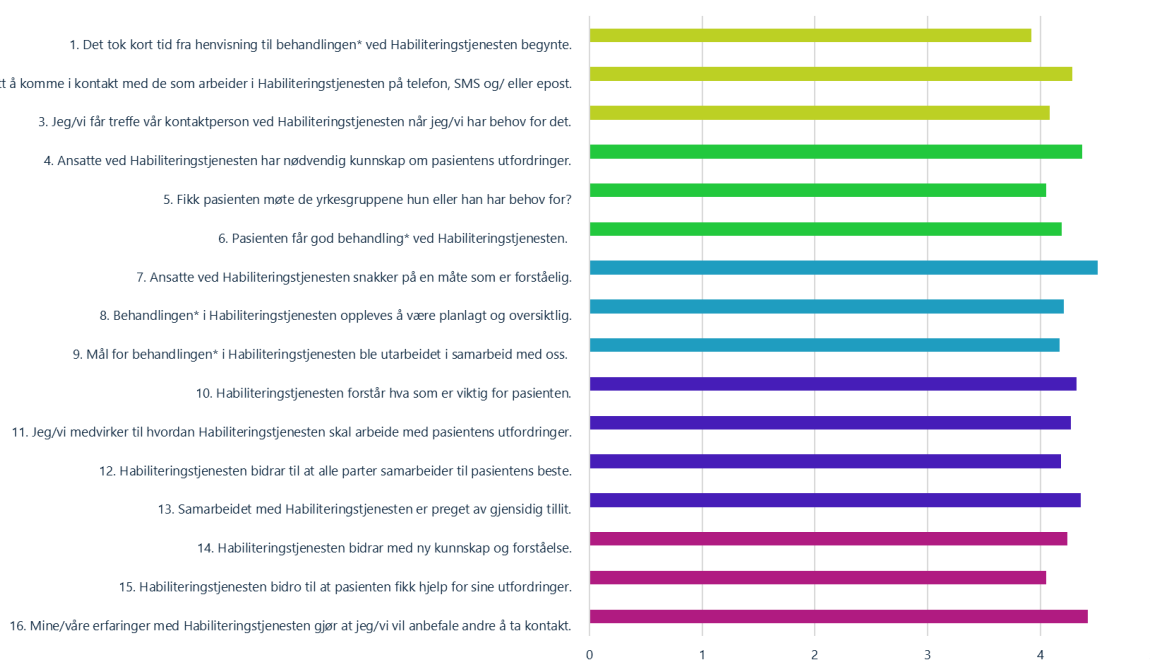 1. Det tok kort tid fra henvisning til behandlingen* ved Habiliteringstjenesten begynte.
å komme i kontakt med de som arbeider i Habiliteringstjenesten på telefon, SMS og/ eller epost.
3. Jeg/vi får treffe vår kontaktperson ved Habiliteringstjenesten når jeg/vi har behov for det.
4. Ansatte ved Habiliteringstjenesten har nødvendig kunnskap om pasientens utfordringer.
5. Fikk pasienten møte de yrkesgruppene hun eller han har behov for?
6. Pasienten får god behandling* ved Habiliteringstjenesten.
7. Ansatte ved Habiliteringstjenesten snakker på en måte som er forståelig.
8. Behandlingen* i Habiliteringstjenesten oppleves å være planlagt og oversiktlig.
9. Mål for behandlingen* i Habiliteringstjenesten ble utarbeidet i samarbeid med oss.
10. Habiliteringstjenesten forstår hva som er viktig for pasienten.
11. Jeg/vi medvirker til hvordan Habiliteringstjenesten skal arbeide med pasientens utfordringer.
12. Habiliteringstjenesten bidrar til at alle parter samarbeider til pasientens beste.
13. Samarbeidet med Habiliteringstjenesten er preget av gjensidig tillit.
14. Habiliteringstjenesten bidrar med ny kunnskap og forståelse.
15. Habiliteringstjenesten bidro til at pasienten fikk hjelp for sine utfordringer.
16. Mine/våre erfaringer med Habiliteringstjenesten gjør at jeg/vi vil anbefale andre å ta kontakt.
0 1 2 3 4